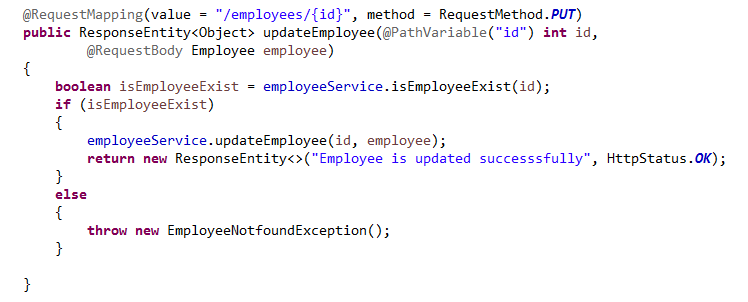 @RequestMapping(value = "/employees/{id}", method = RequestMethod.PUT)
public ResponseEntity<Object> updateEmployee(@PathVariable("id") int id,
        @RequestBody Employee employee)
{
    boolean isEmployeeExist = employeeService.isEmployeeExist(id);
    if (isEmployeeExist)
    {
        employeeService.updateEmployee(id, employee);
        return new ResponseEntity<>("Employee is updated successsfully", HttpStatus.OK);
    }
    else
    {
        throw new EmployeeNotfoundException();
    }
}